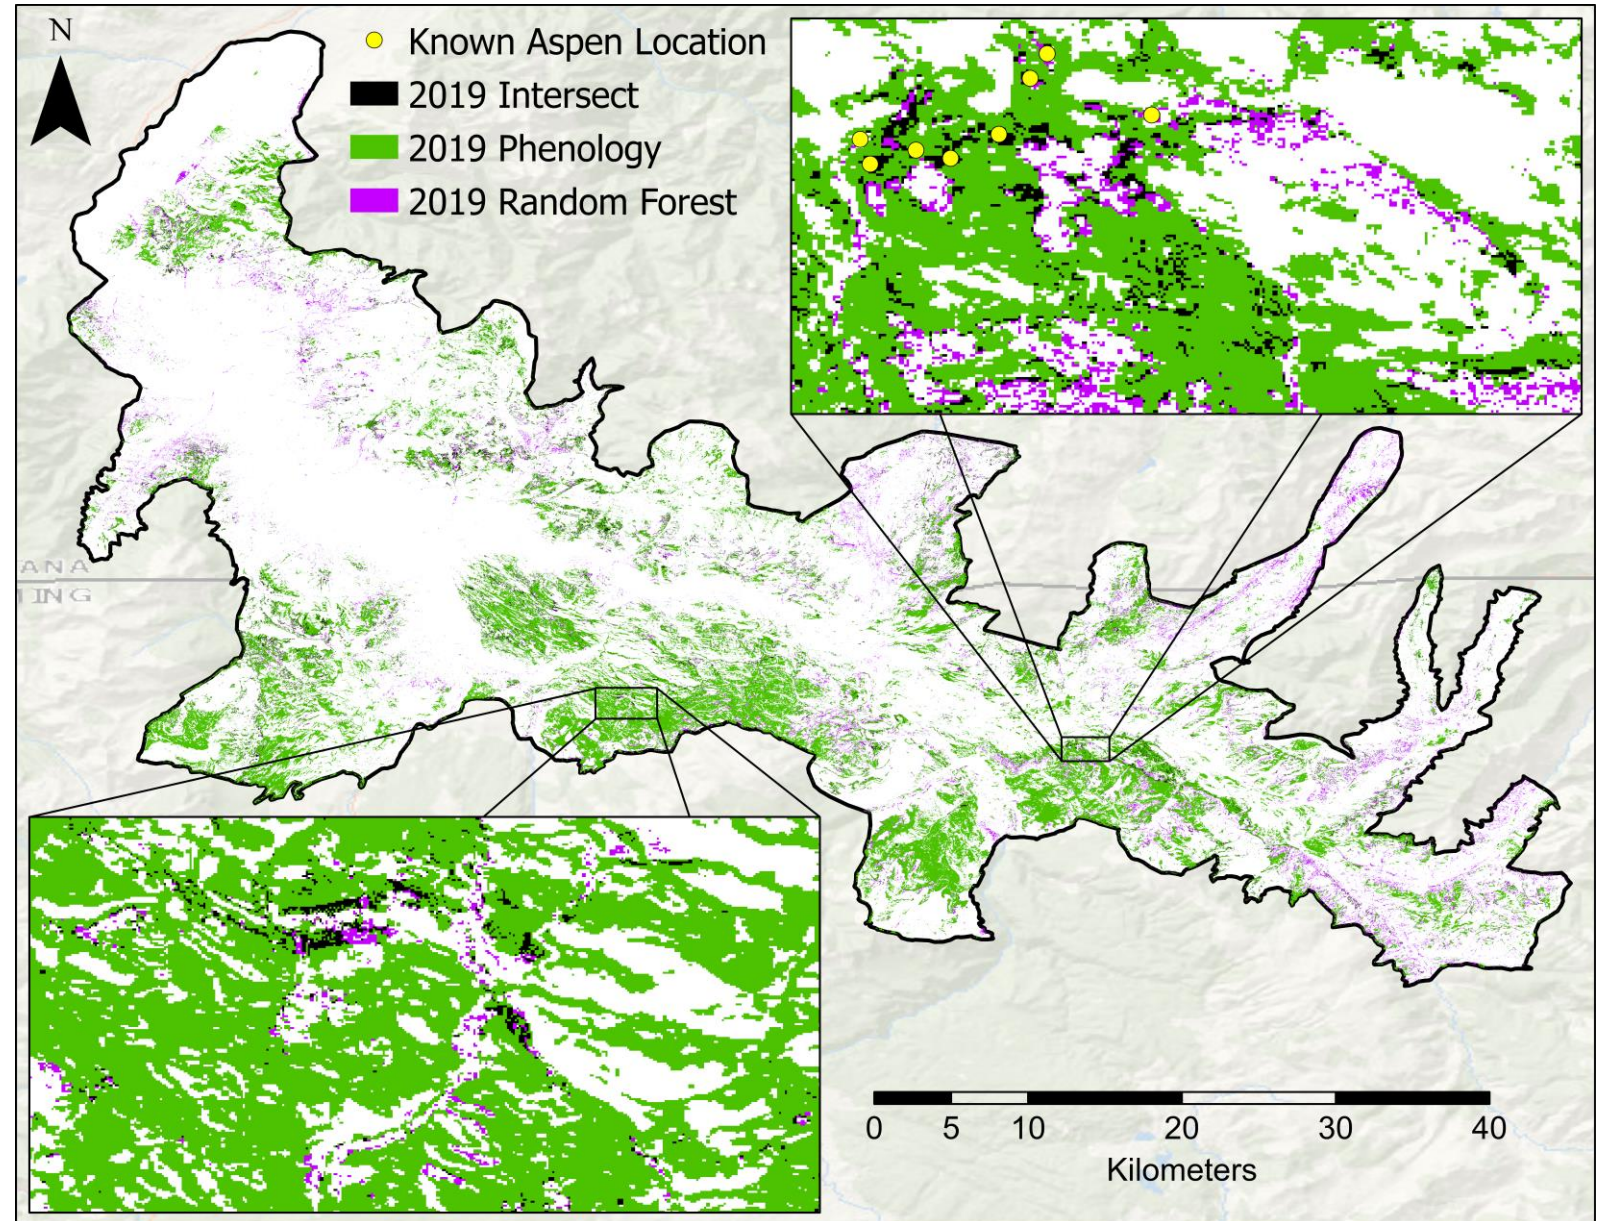 N
Known Aspen Location
2019 Intersect
2019 Phenology
2019 Random Forest
ANA
ING
0 5 10 20 30 40
Kilometers